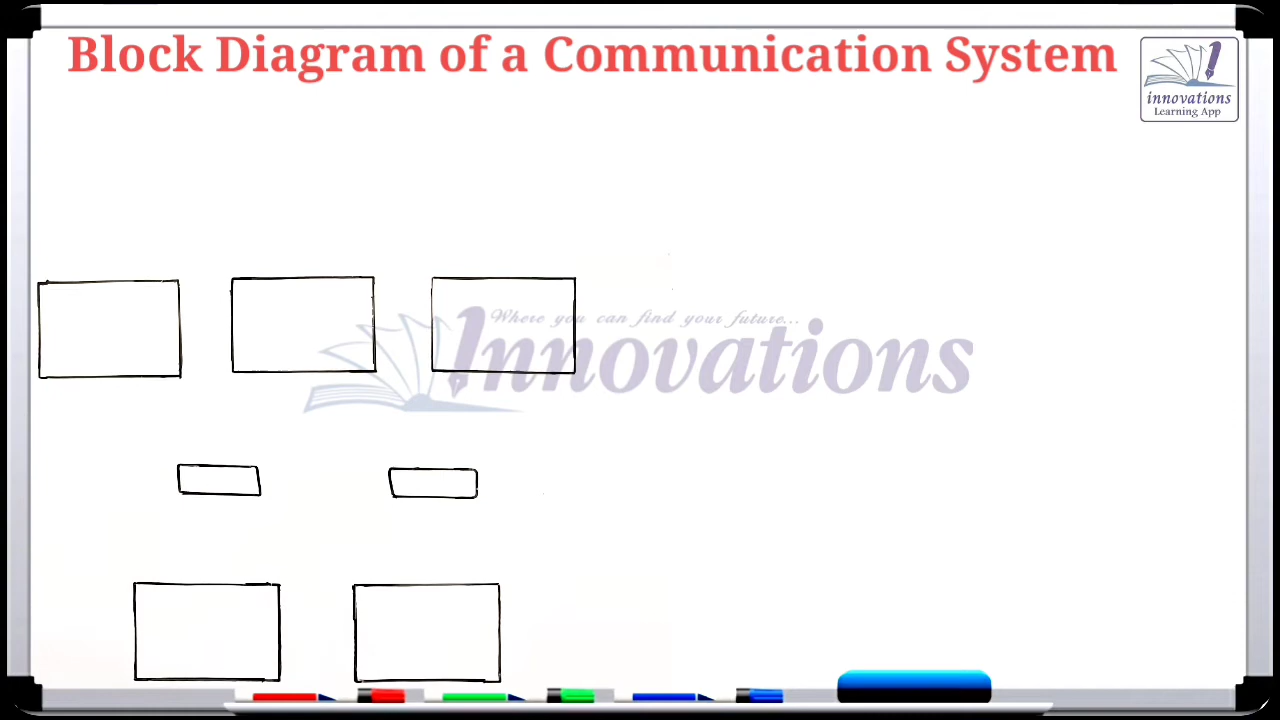 Block Diagram of a Communication System
innovations
Learning App
Where you can find your future...
Innovations